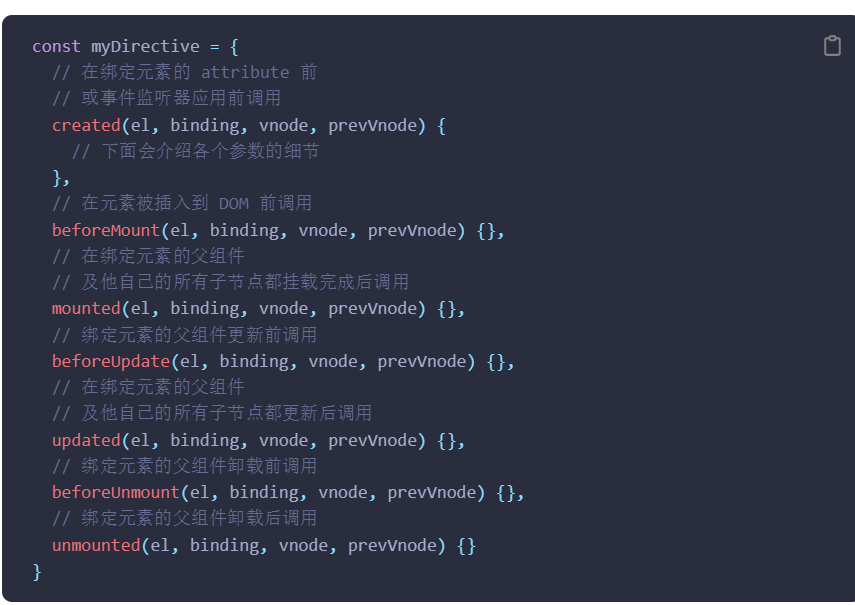 const myDirective = {
  // 在绑定元素的 attribute 前
  // 或事件监听器应用前调用
  created(el, binding, vnode, prevVnode) {
    // 下面会介绍各个参数的细节
  },
  // 在元素被插入到 DOM 前调用
  beforeMount(el, binding, vnode, prevVnode) {},
  // 在绑定元素的父组件
  // 及他自己的所有子节点都挂载完成后调用
  mounted(el, binding, vnode, prevVnode) {},
  // 绑定元素的父组件更新前调用
  beforeUpdate(el, binding, vnode, prevVnode) {},
  // 在绑定元素的父组件
  // 及他自己的所有子节点都更新后调用
  updated(el, binding, vnode, prevVnode) {},
  // 绑定元素的父组件卸载前调用
  beforeUnmount(el, binding, vnode, prevVnode) {},
  // 绑定元素的父组件卸载后调用
  unmounted(el, binding, vnode, prevVnode) {}
}